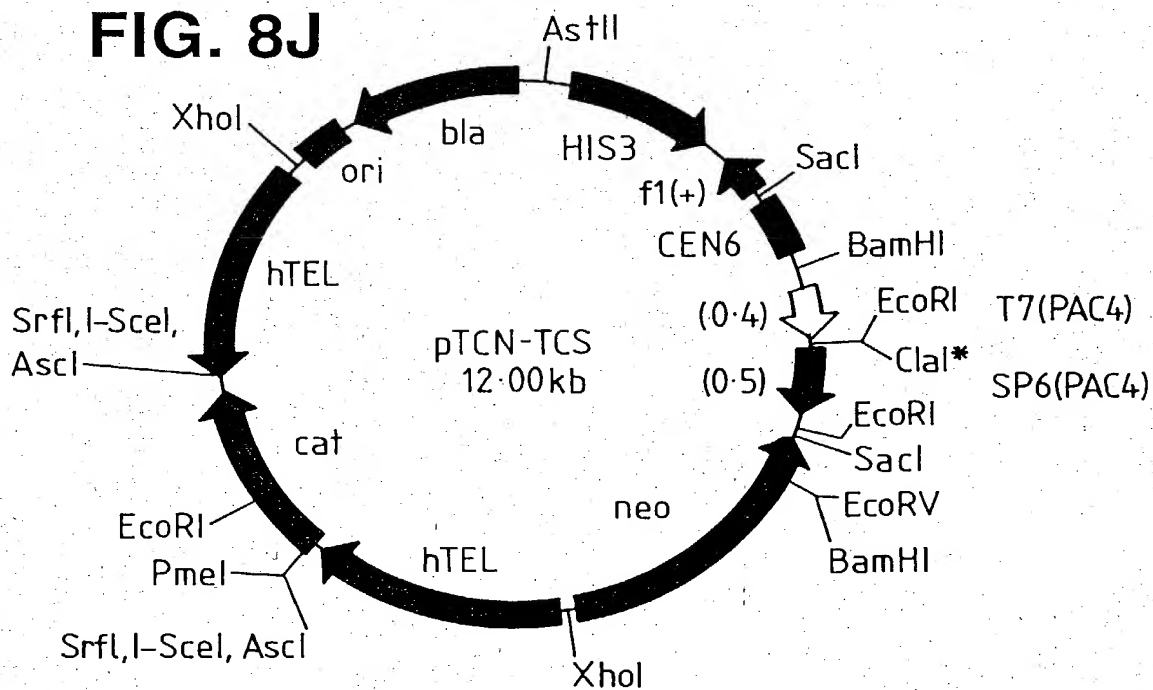 FIG. 8J
AstII
XhoI
bla
HIS3
ori
SacI
f1(+)
CEN6
BamHI
hTEL
(0·4)
EcoRI
T7(PAC4)
SrfI, I-SceI,
AscI
pTCN-TCS
12·00kb
ClaI*
(0·5)
SP6(PAC4)
EcoRI
cat
SacI
neo
EcoRV
EcoRI
BamHI
PmeI
hTEL
SrfI, I-SceI, AscI
XhoI